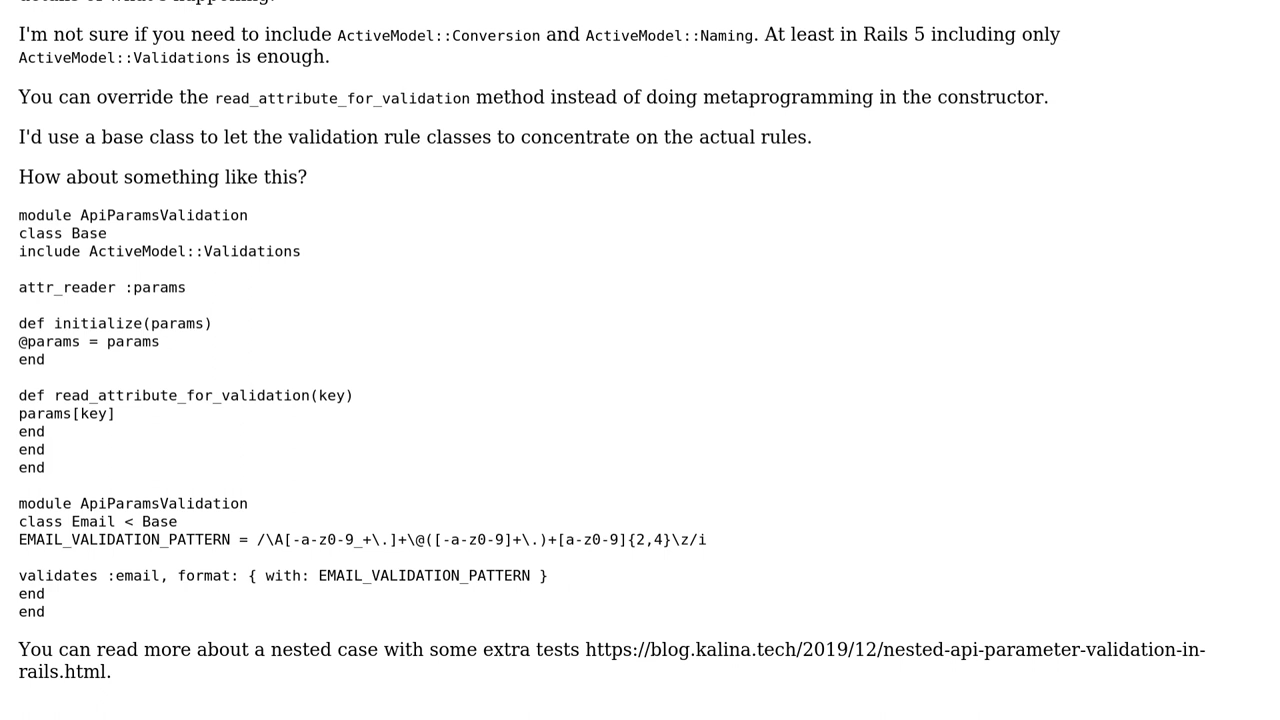 details of what's happening.
I'm not sure if you need to include ActiveModel::Conversion and ActiveModel::Naming. At least in Rails 5 including only
ActiveModel::Validations is enough.
You can override the read_attribute_for_validation method instead of doing metaprogramming in the constructor.
I'd use a base class to let the validation rule classes to concentrate on the actual rules.
How about something like this?
module ApiParamsValidation
class Base
include ActiveModel::Validations
attr_reader :params
def initialize(params)
@params = params
end
def read_attribute_for_validation(key)
params[key]
end
end
end
module ApiParamsValidation
class Email < Base
EMAIL_VALIDATION_PATTERN = /\A[-a-z0-9_+\.]+\@([-a-z0-9]+\.)+[a-z0-9]{2,4}\z/i
validates :email, format: { with: EMAIL_VALIDATION_PATTERN }
end
end
You can read more about a nested case with some extra tests https://blog.kalina.tech/2019/12/nested-api-parameter-validation-in-
rails.html.